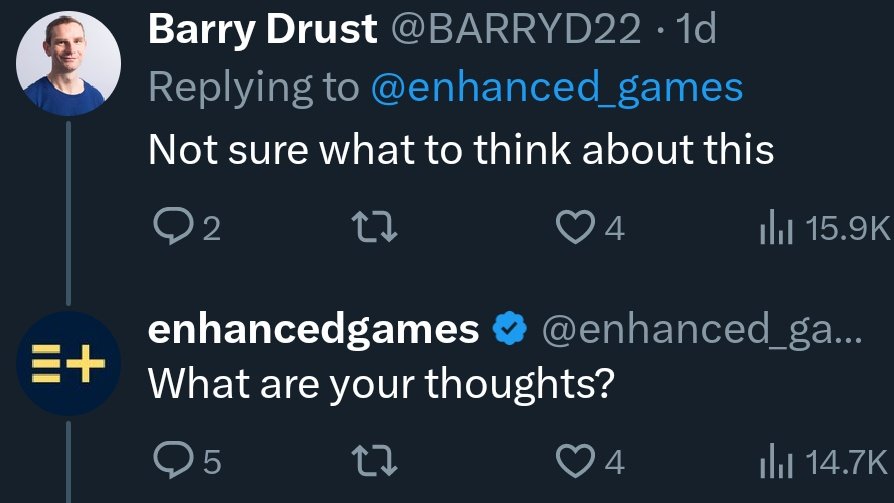 Barry Drust @BARRYD22 · 1d
Replying to @enhanced_games
Not sure what to think about this
2 4 15.9K
enhancedgames @enhanced_ga...
What are your thoughts?
5 4 14.7K